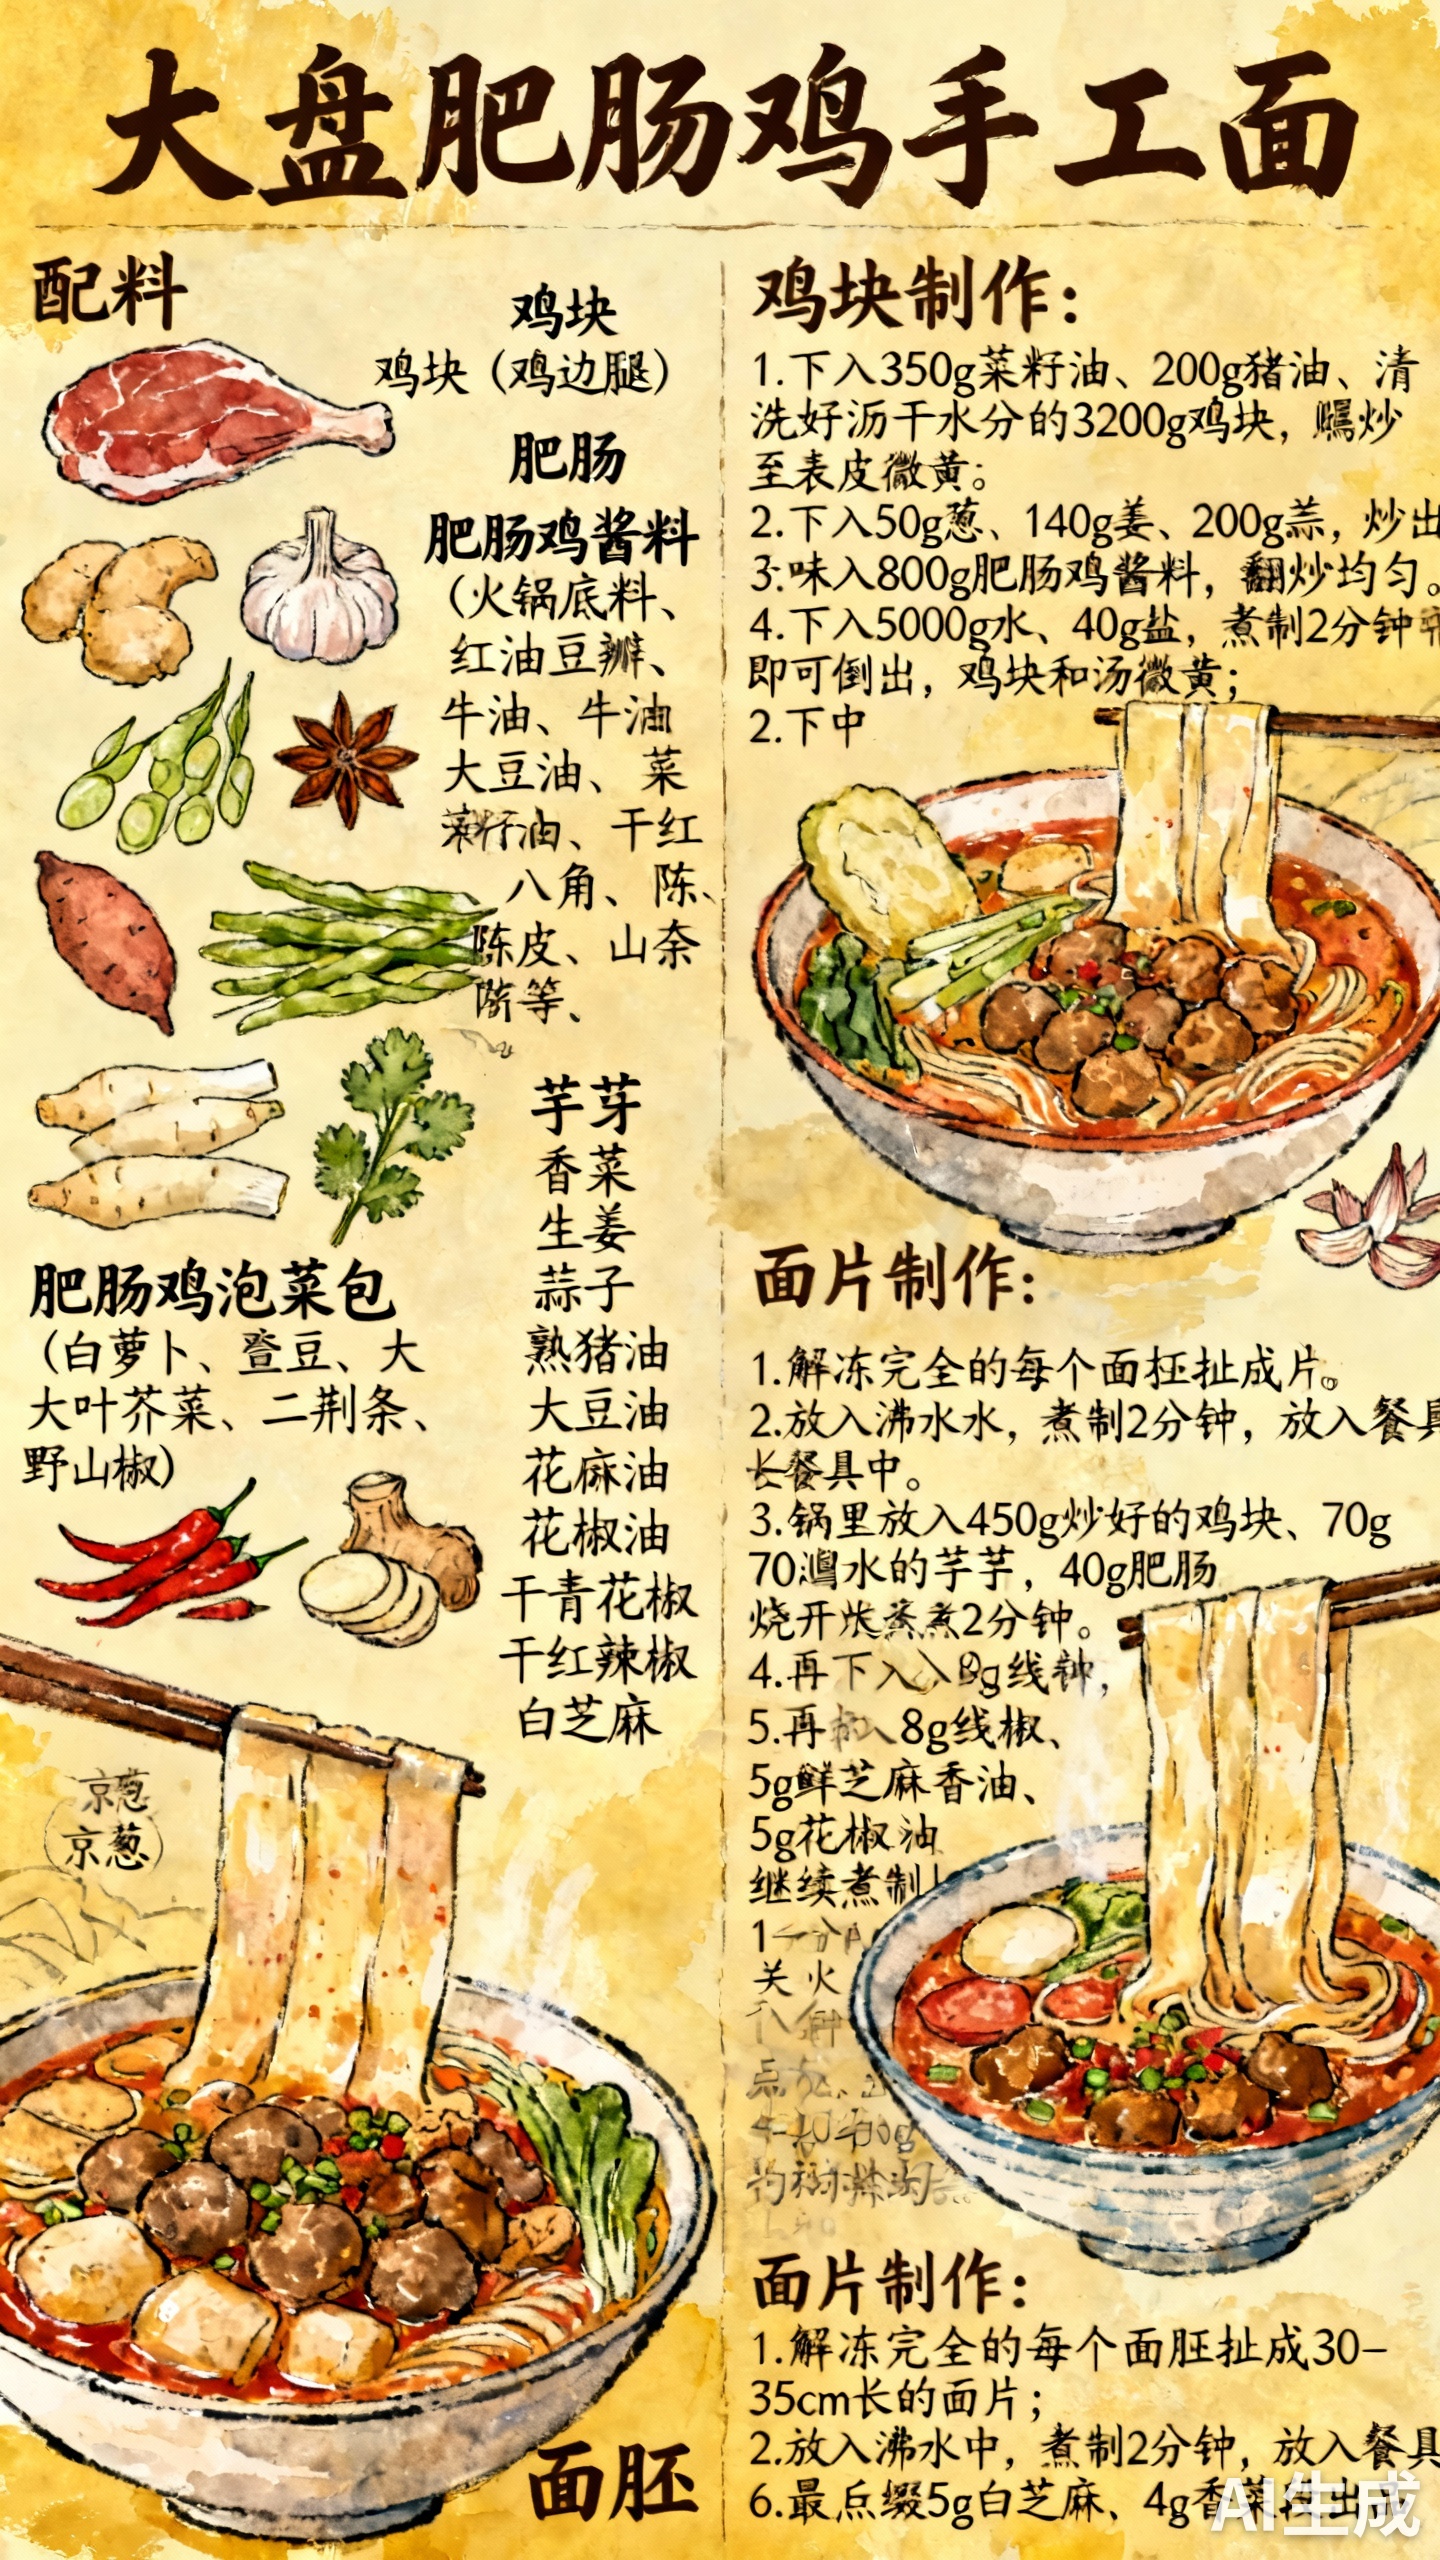 大盘肥肠鸡手工面
配料
鸡块
鸡块（鸡边腿）
肥肠
肥肠鸡酱料
（火锅底料、
红油豆瓣、
牛油、牛油
大豆油、菜
菜籽油、干红
八角、陈、
陈皮、山奈
等、
芋芽
香菜
生姜
蒜子
熟猪油
大豆油
花麻油
花椒油
干青花椒
干红辣椒
白芝麻
肥肠鸡泡菜包
（白萝卜、豆、大
大叶芥菜、二荆条、
野山椒）
京葱
京葱
面胚
鸡块制作：
1.下入350g菜籽油、200g猪油、清
洗好沥干水分的3200g鸡块，炒
至表皮微黄。
2.下入50g葱、140g姜、200g蒜，炒出
3.味入800g肥肠鸡酱料，翻炒均匀。
4.下入5000g水、40g盐，煮制2分钟
即可倒出，鸡块和汤微黄；
2.下中
面片制作：
1.解冻完全的每个面扯成片。
2.放入沸水水，煮制2分钟，放入餐具
长餐具中。
3.锅里放入450g炒好的鸡块、70g
70水的芋芋，40g肥肠
烧开煮2分钟。
4.再下入入8g线
5.再入8g线椒、
5g鲜芝麻香油、
5g花椒油
继续煮制
1分
关火
面片制作：
1.解冻完全的每个面胚扯成30-
35cm长的面片；
2.放入沸水中，煮制2分钟，放入餐具
6.最点缀5g白芝麻、4g香菜出
AI生成